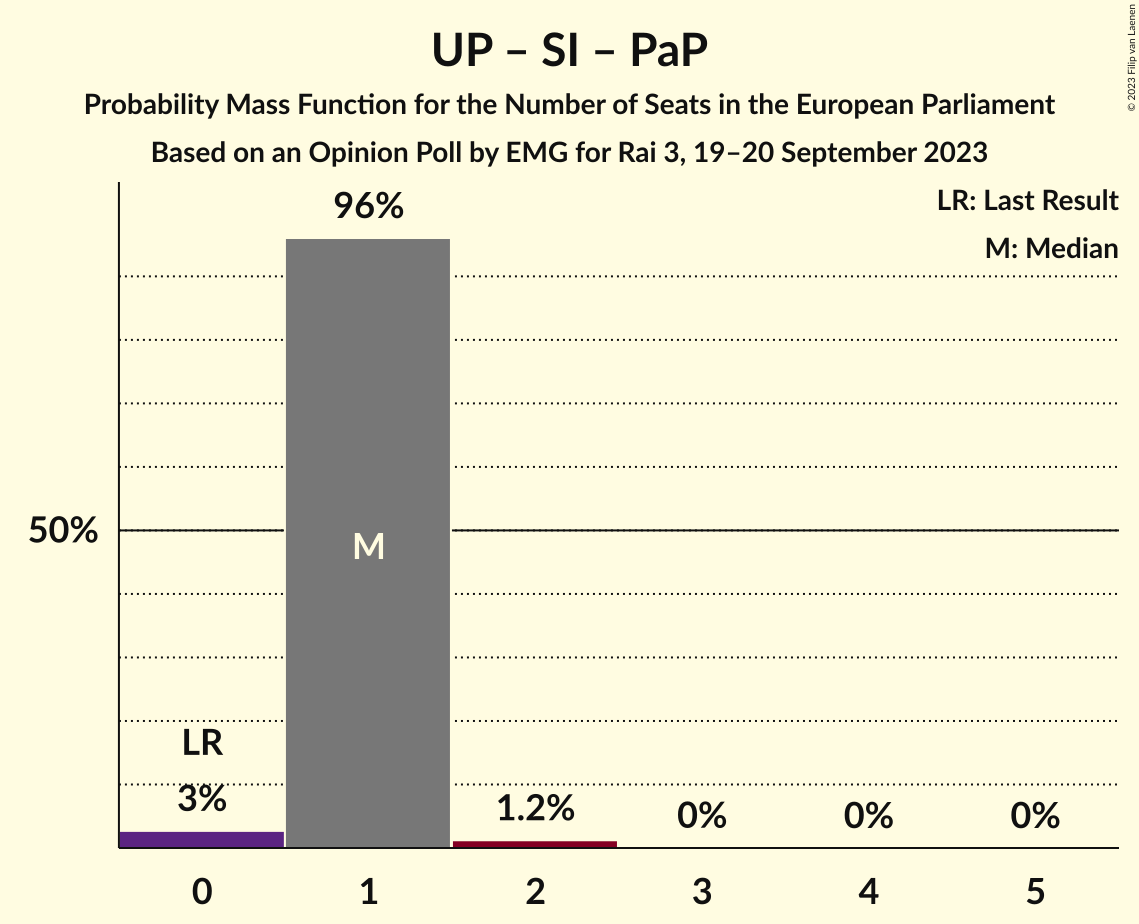 UP – SI – PaP
Probability Mass Function for the Number of Seats in the European Parliament
Based on an Opinion Poll by EMG for Rai 3, 19–20 September 2023
© 2023 Filip van Laenen
LR: Last Result
M: Median
96%
50%
M
LR
3%
1.2%
0%
0%
0%
0
1
2
3
4
5